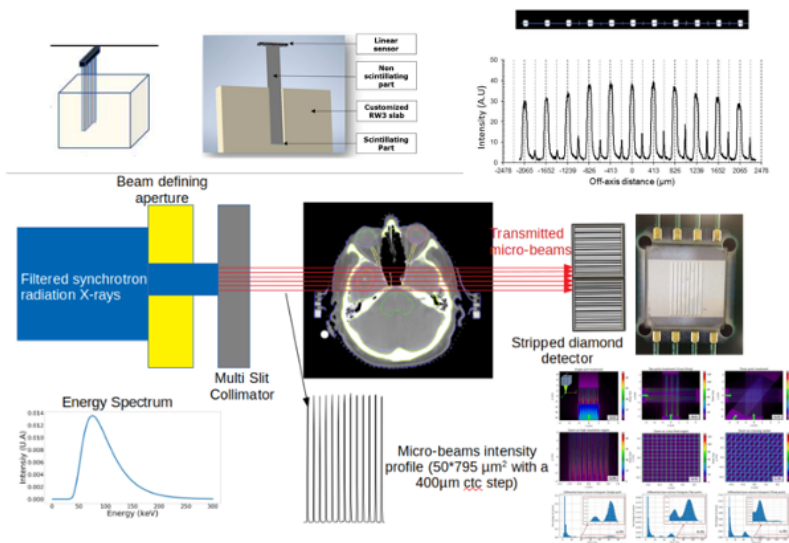 Linear
sensor
Non
scintillating
part
Customized
RW3 slab
Scintillating
Part
Intensity (A.U)
50
40
30
20
10
0
-2478 -2065 -1652 -1239 -826 -413 0 413 826 1239 1652 2065 2478
Off-axis distance (µm)
Beam defining
aperture
Filtered synchrotron
radiation X-rays
Multi Slit
Collimator
Transmitted
micro-beams
Stripped diamond
detector
Energy Spectrum
Intensiy (U.A)
0.014
0.012
0.010
0.008
0.006
0.004
0.002
0.000
0 50 100 150 200 250 300
Energy (keV)
Micro-beams intensity
profile (50*795 µm² with a
400µm ctc step)